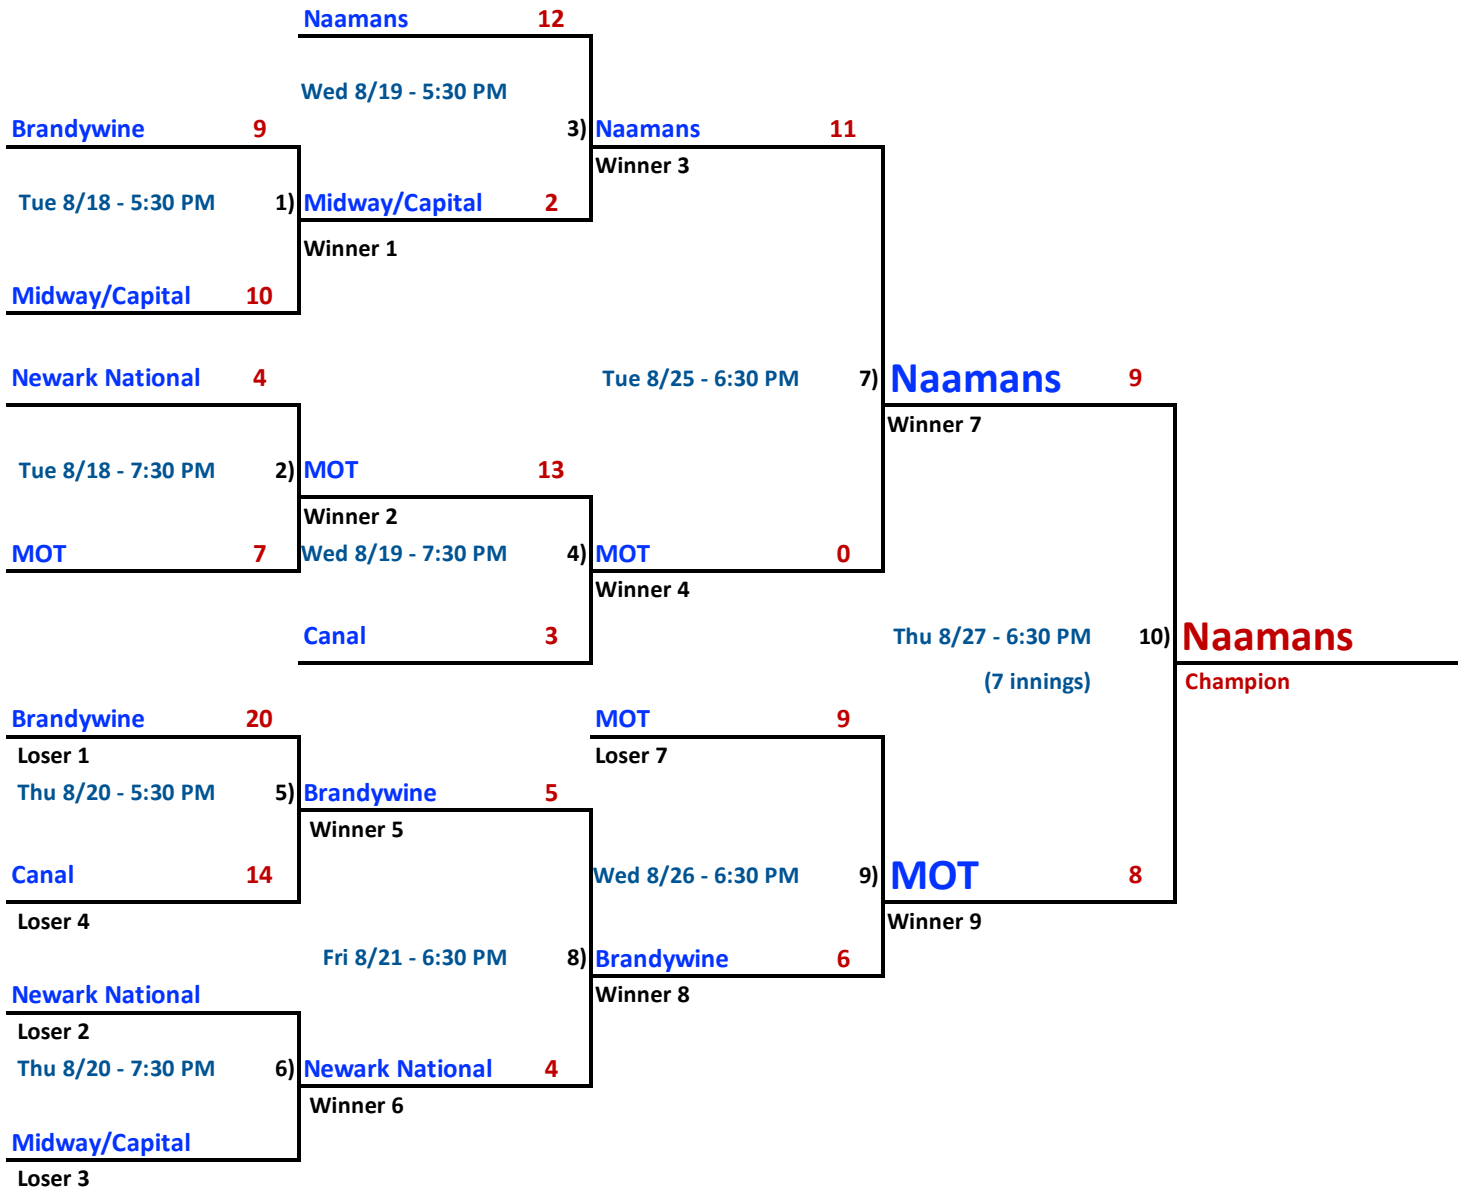 Naamans 12
Wed 8/19 - 5:30 PM
Brandywine 9
3) Naamans 11
Winner 3
Tue 8/18 - 5:30 PM 1) Midway/Capital 2
Winner 1
Midway/Capital 10
Newark National 4
Tue 8/25 - 6:30 PM 7) Naamans 9
Winner 7
Tue 8/18 - 7:30 PM 2) MOT 13
Winner 2
MOT 7
Wed 8/19 - 7:30 PM 4) MOT 0
Winner 4
Canal 3
Thu 8/27 - 6:30 PM 10) Naamans
(7 innings) Champion
Brandywine 20
MOT 9
Loser 1
Loser 7
Thu 8/20 - 5:30 PM 5) Brandywine 5
Winner 5
Canal 14
Wed 8/26 - 6:30 PM 9) MOT 8
Loser 4
Winner 9
Fri 8/21 - 6:30 PM 8) Brandywine 6
Newark National
Winner 8
Loser 2
Thu 8/20 - 7:30 PM 6) Newark National 4
Winner 6
Midway/Capital
Loser 3